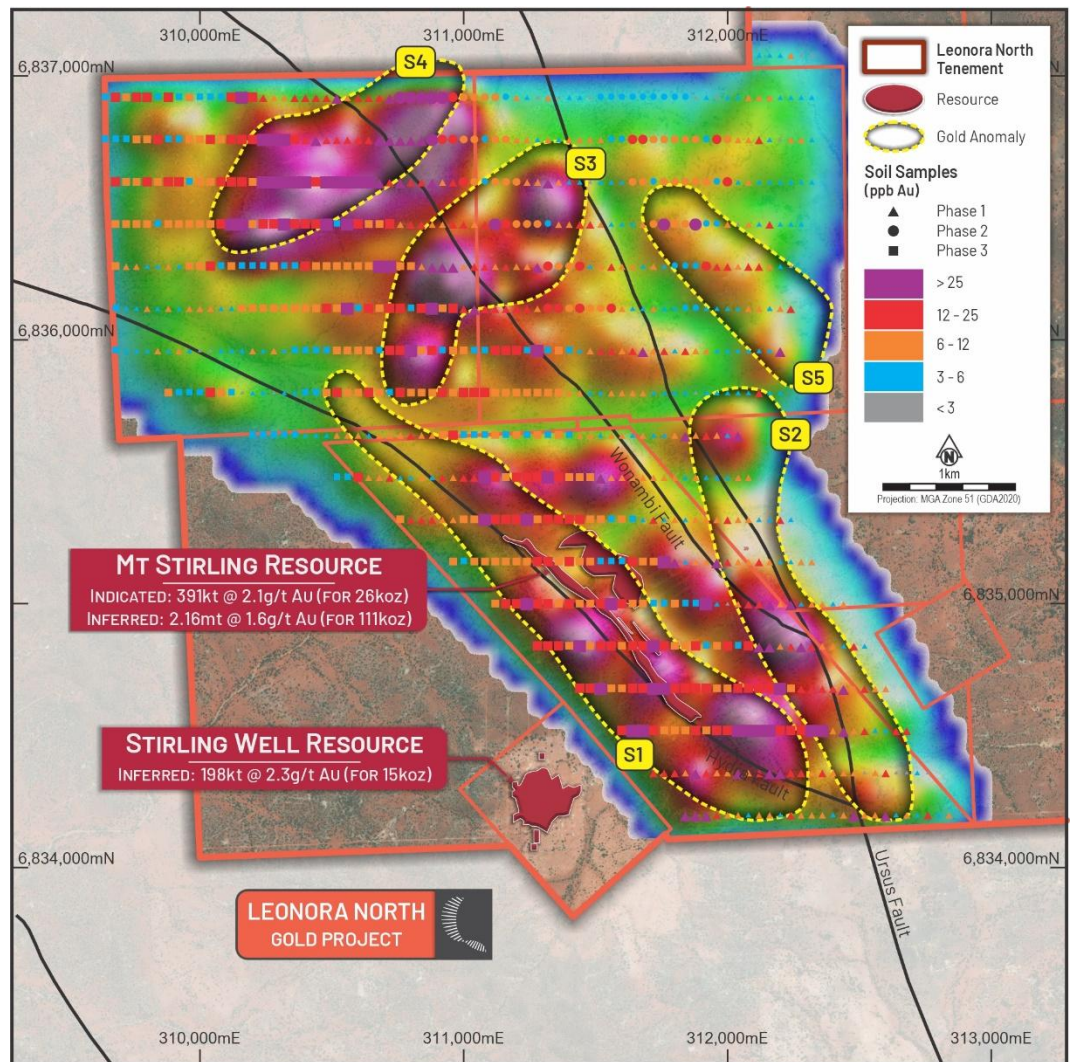 310,000mE
311,000mE
312,000mE
6,837,000mN
S4
S3
LEONORA NORTH
TENEMENT
RESOURCE
GOLD ANOMALY
SOIL SAMPLES
(ppb Au)
PHASE 1
PHASE 2
PHASE 3
> 25
12 - 25
6 - 12
3 - 6
< 3
N
1km
Projection: MGA Zone 51 (GDA2020)
6,836,000mN
S5
S2
Wonambi Fault
MT STIRLING RESOURCE
INDICATED: 391kt @ 2.1g/t AU (FOR 26koz)
INFERRED: 2.16mt @ 1.6g/t AU (FOR 111koz)
6,835,000mN
STIRLING WELL RESOURCE
INFERRED: 198kt @ 2.3g/t AU (FOR 15koz)
S1
Fault
6,834,000mN
6,834,000mN
Ursus Fault
LEONORA NORTH
GOLD PROJECT
310,000mE
311,000mE
312,000mE
313,000mE